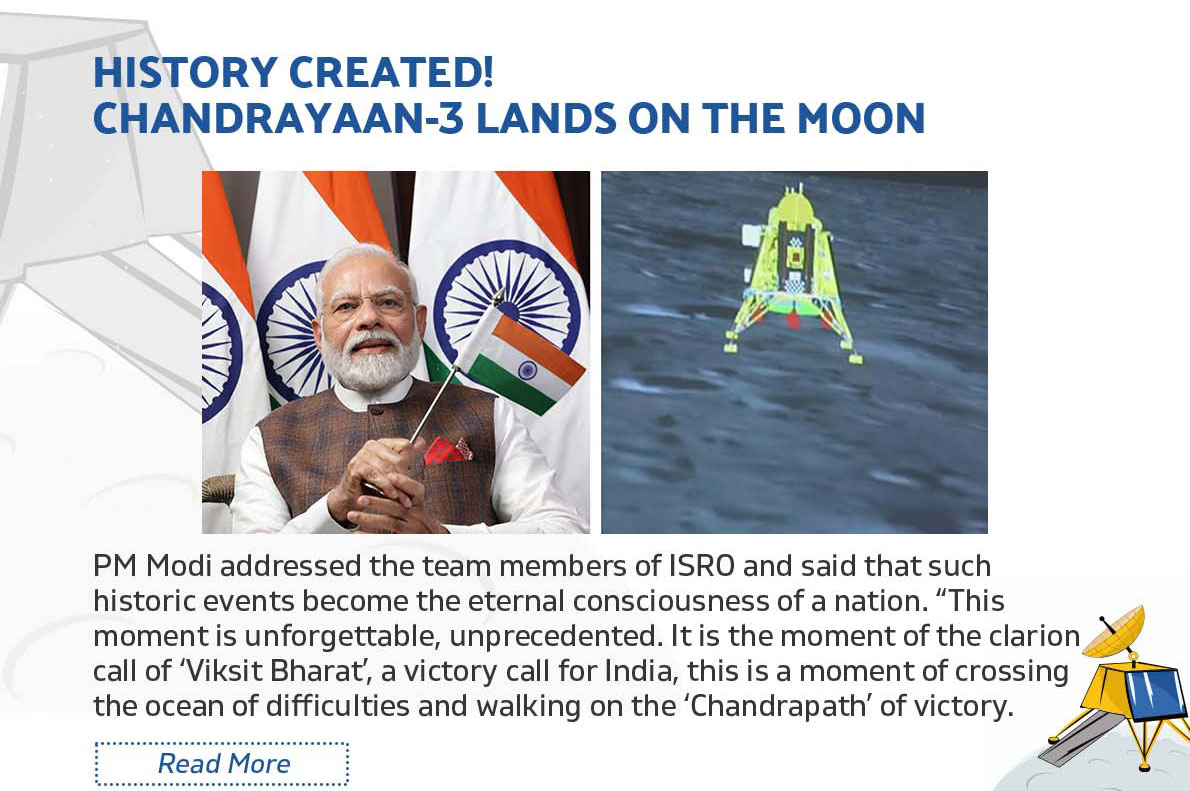 HISTORY CREATED!
CHANDRAYAAN-3 LANDS ON THE MOON
PM Modi addressed the team members of ISRO and said that such
historic events become the eternal consciousness of a nation. “This
moment is unforgettable, unprecedented. It is the moment of the clarion
call of ‘Viksit Bharat’, a victory call for India, this is a moment of crossing
the ocean of difficulties and walking on the ‘Chandrapath’ of victory.
Read More